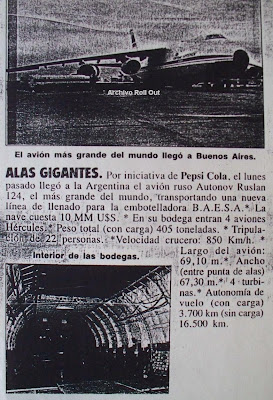 Archivo Roll Out
El avión más grande del mundo llegó a Buenos Aires.
ALAS GIGANTES. Por iniciativa de Pepsi Cola, el lunes
pasado llegó a la Argentina el avión ruso Autonov Ruslan
124, el más grande del mundo, transportando una nueva
línea de llenado para la embotelladora B.A.E.S.A.* La
nave cuesta 10 MM U$S. * En su bodega entran 4 aviones
Hércules.* Peso total (con carga) 405 toneladas. * Tripula-
ción de 22 personas. *Velocidad crucero: 850 Km/h. *
Interior de las bodegas.
Largo del avión:
69,10 m.* Ancho
(entre punta de alas)
67,30 m.* 4 turbi-
nas.* Autonomía de
vuelo (con carga)
3.700 km (sin carga)
16.500 km.